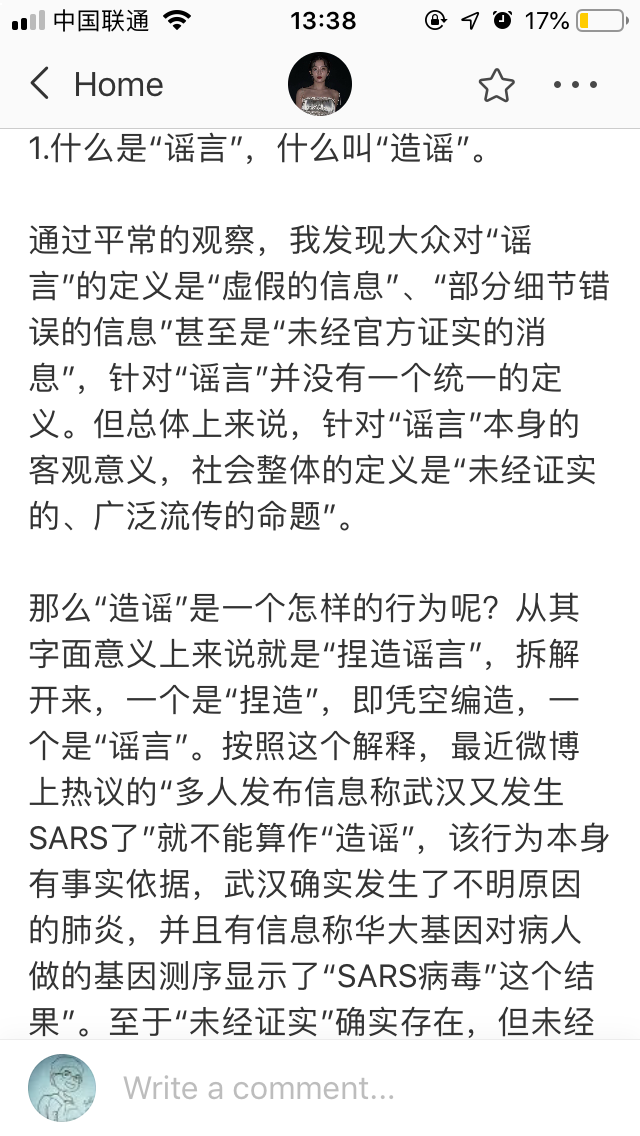 中国联通
13:38
17%
Home
1.什么是“谣言”，什么叫“造谣”。
通过平常的观察，我发现大众对“谣
言”的定义是“虚假的信息”、“部分细节错
误的信息”甚至是“未经官方证实的消
息”，针对“谣言”并没有一个统一的定
义。但总体上来说，针对“谣言”本身的
客观意义，社会整体的定义是“未经证实
的、广泛流传的命题”。
那么“造谣”是一个怎样的行为呢？从其
字面意义上来说就是“捏造谣言”，拆解
开来，一个是“捏造”，即凭空编造，一
个是“谣言”。按照这个解释，最近微博
上热议的“多人发布信息称武汉又发生
SARS了”就不能算作“造谣”，该行为本身
有事实依据，武汉确实发生了不明原因
的肺炎，并且有信息称华大基因对病人
做的基因测序显示了“SARS病毒”这个结
果”。至于“未经证实”确实存在，但未经
Write a comment...